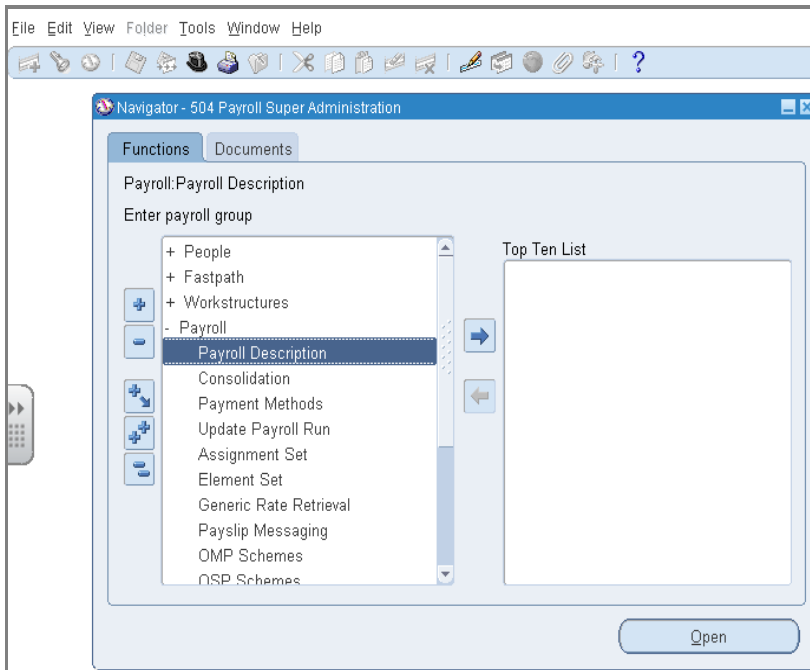 File Edit View Folder Tools Window Help
?
Navigator - 504 Payroll Super Administration
Functions Documents
Payroll:Payroll Description
Enter payroll group
Top Ten List
+ People
+ Fastpath
+ Workstructures
- Payroll
Payroll Description
Consolidation
Payment Methods
Update Payroll Run
Assignment Set
Element Set
Generic Rate Retrieval
Payslip Messaging
OMP Schemes
OSP Schemes
Open